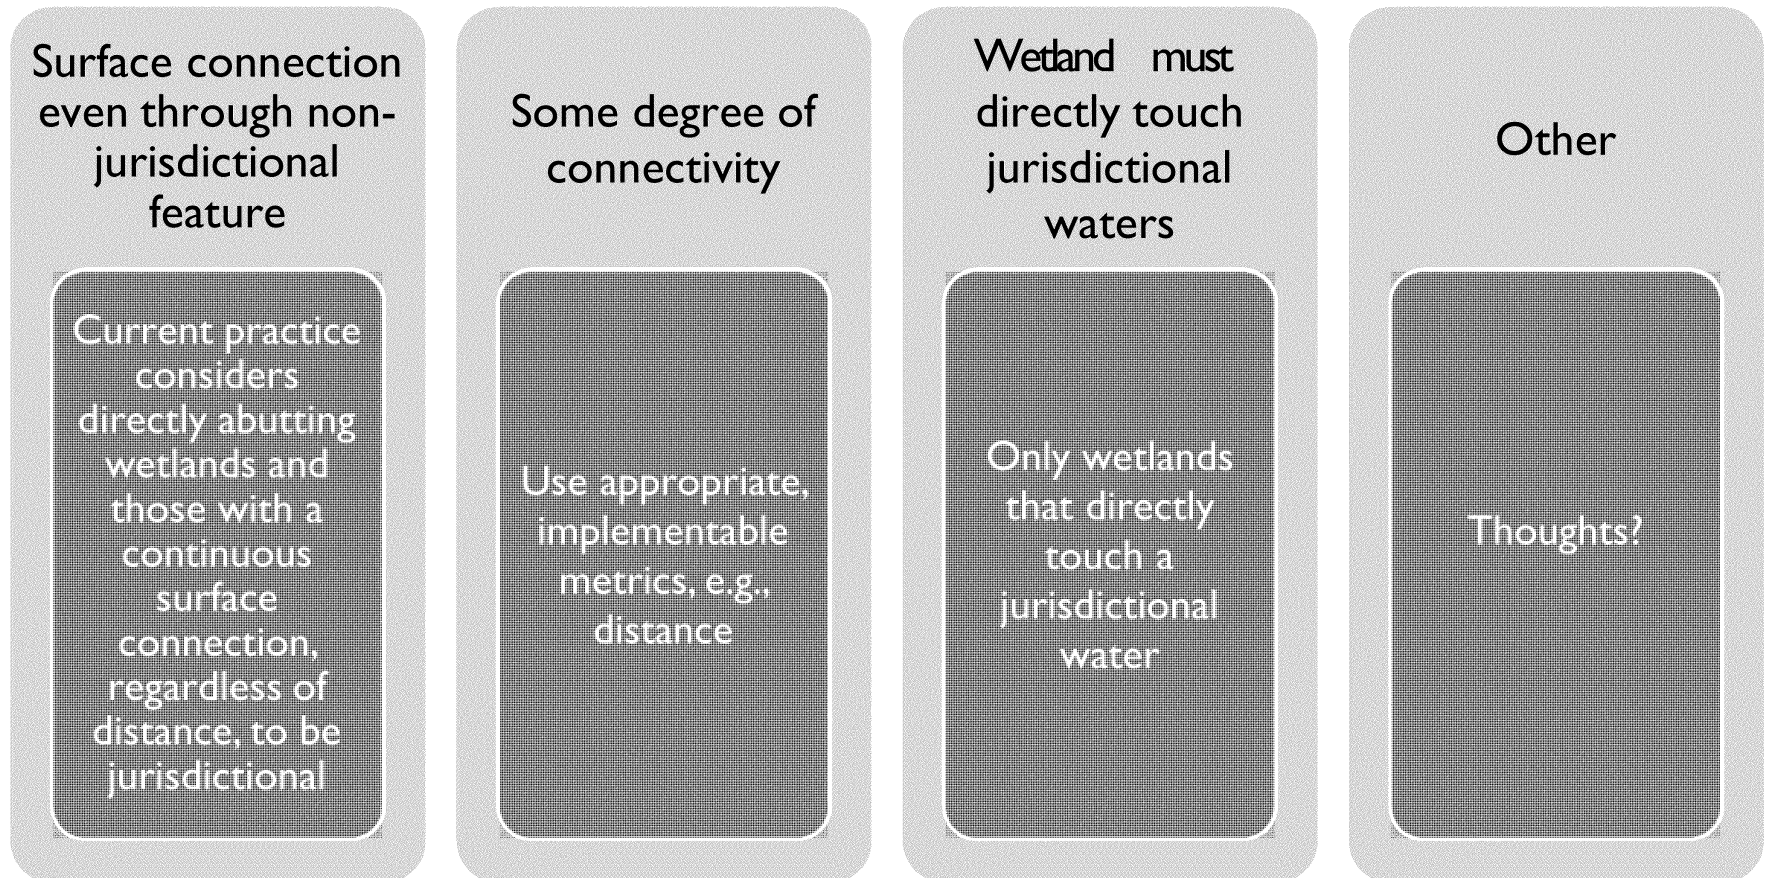 Surface connection
even through non-
jurisdictional
feature
Current practice
considers
directly abutting
wetlands and
those with a
continuous
surface
connection,
regardless of
distance, to be
jurisdictional
Some degree of
connectivity
Use appropriate,
implementable
metrics, e.g.,
distance
Wetland must
directly touch
jurisdictional
waters
Only wetlands
that directly
touch a
jurisdictional
water
Other
Thoughts?